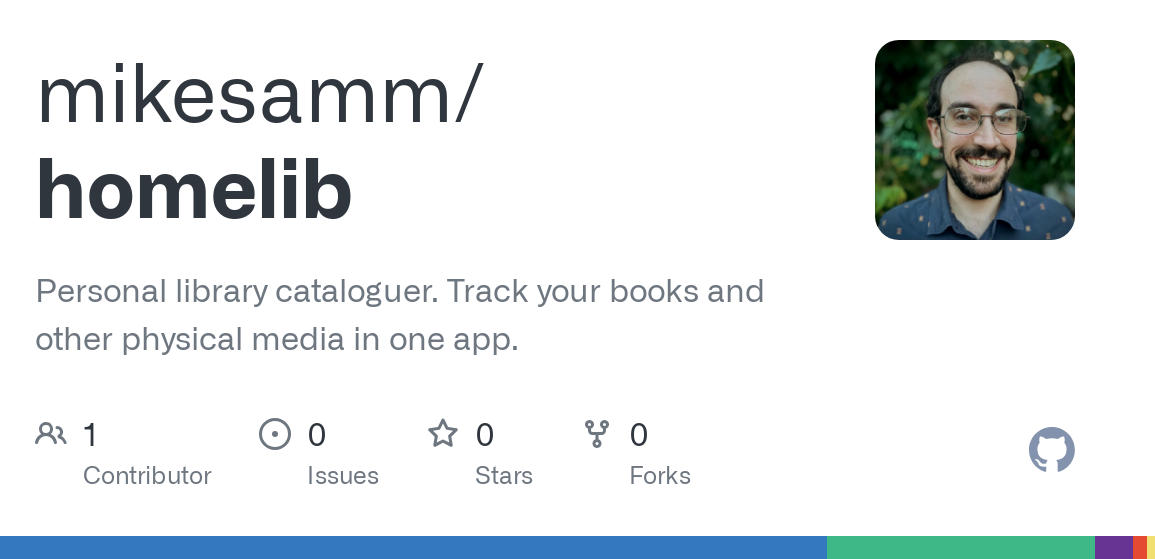 mikesamm/
homelib
Personal library cataloguer. Track your books and
other physical media in one app.
1
Contributor
0
Issues
0
Stars
0
Forks